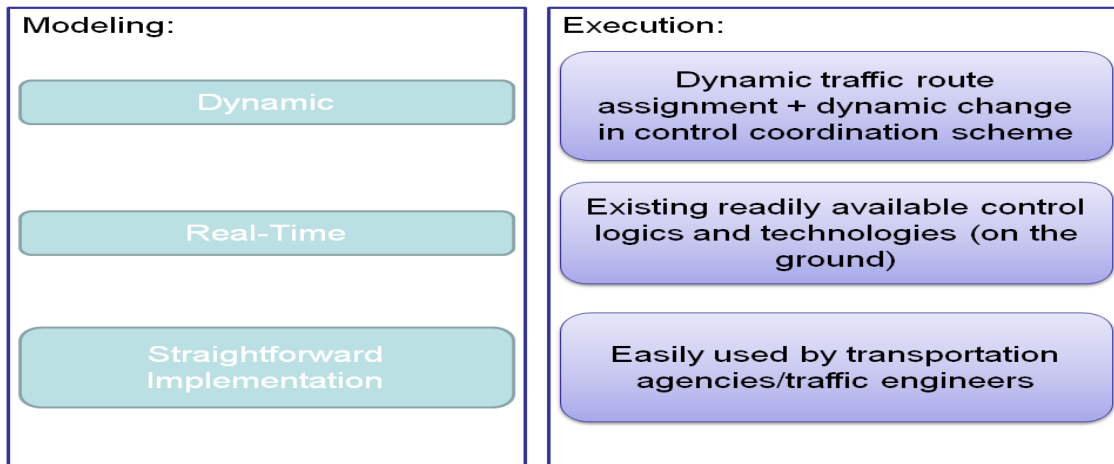 Modeling:
Dynamic
Real-Time
Straightforward
Implementation
Execution:
Dynamic traffic route
assignment + dynamic change
in control coordination scheme
Existing readily available control
logics and technologies (on the
ground)
Easily used by transportation
agencies/traffic engineers